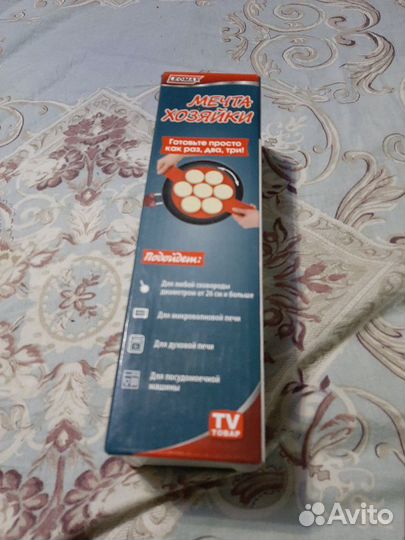 LEOMAX
МЕЧТА
ХОЗЯЙКИ
Готовьте просто
как раз, два, три!
Подойдет:
Для любой сковороды
диаметром от 26 см и больше
Для микроволновой печи
Для духовой печи
Для посудомоечной
машины
TV
ТОВАР
Avito